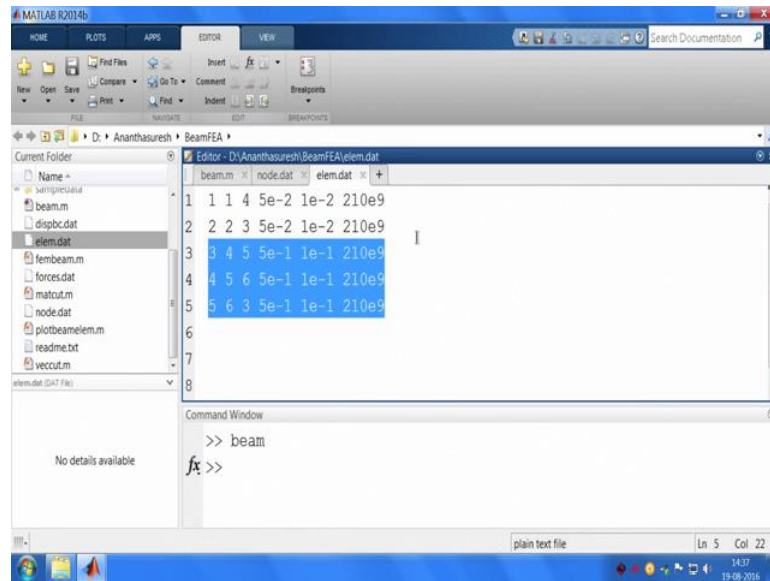 MATLAB R2014b
HOME PLOTS APPS EDITOR VIEW Search Documentation
New Open Save Find Files Compare Print Go To Find Insert fx Comment Indent Breakpoints
FILE NAVIGATE EDIT BREAKPOINTS
D: Ananthasuresh BeamFEA
Current Folder
Name
sampledata
beam.m
dispbc.dat
elem.dat
fembeam.m
forces.dat
matcut.m
node.dat
plotbeamelem.m
readme.txt
veccut.m
elem.dat (DAT File)
No details available
Editor - D:\Ananthasuresh\BeamFEA\elem.dat
beam.m node.dat elem.dat +
1 1 1 4 5e-2 1e-2 210e9
2 2 2 3 5e-2 1e-2 210e9
3 3 4 5 5e-1 1e-1 210e9
4 4 5 6 5e-1 1e-1 210e9
5 5 6 3 5e-1 1e-1 210e9
6
7
8
Command Window
>> beam
fx >>
plain text file Ln 5 Col 22
14:37
19-08-2016